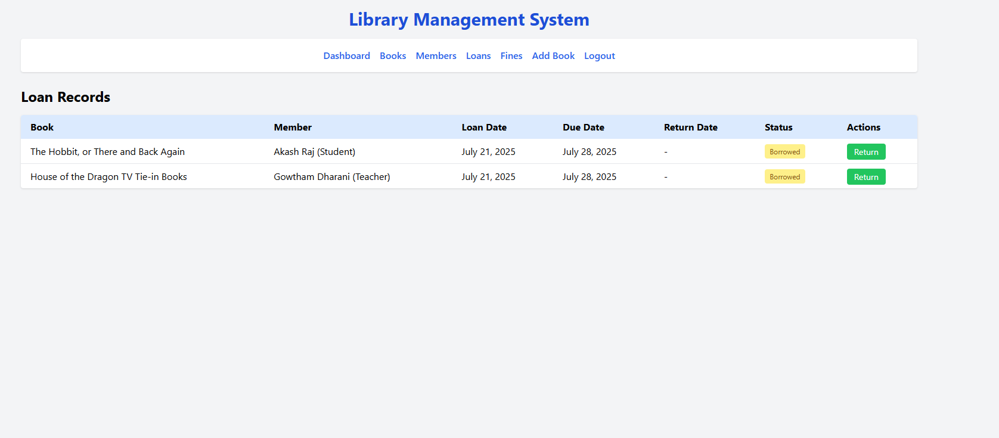 Library Management System
Dashboard Books Members Loans Fines Add Book Logout
Loan Records
Book Member Loan Date Due Date Return Date Status Actions
The Hobbit, or There and Back Again Akash Raj (Student) July 21, 2025 July 28, 2025 - Borrowed Return
House of the Dragon TV Tie-in Books Gowtham Dharani (Teacher) July 21, 2025 July 28, 2025 - Borrowed Return